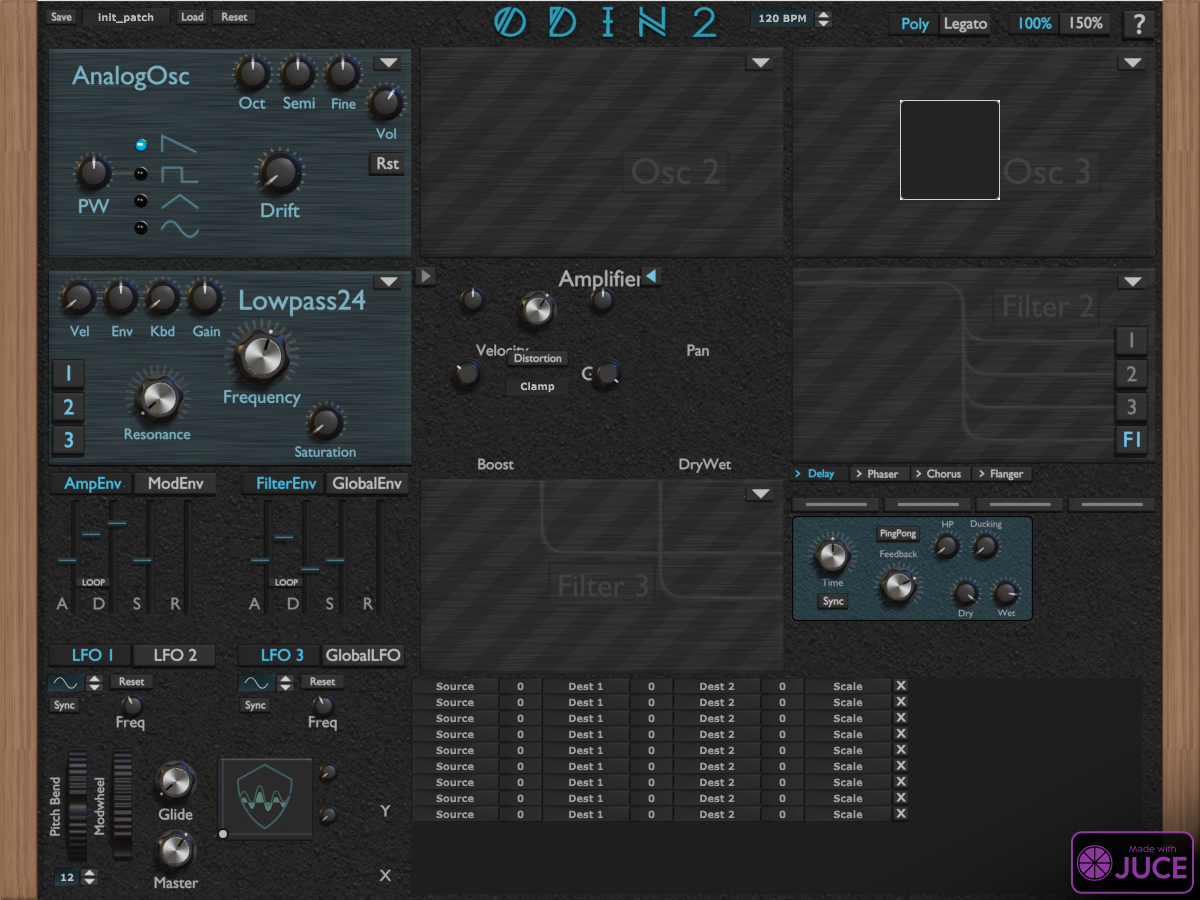 Save init_patch Load Reset
ODIN 2
120 BPM
Poly Legato 100% 150% ?
AnalogOsc
Oct Semi Fine
Vol
Rst
PW
Drift
Osc 2
Osc 3
Vel Env Kbd Gain
Lowpass24
1
2
3
Frequency
Resonance
Saturation
Amplifier
Velocity
Pan
Distortion
Clamp
G
Boost
DryWet
Filter 2
1
2
3
F1
AmpEnv ModEnv FilterEnv GlobalEnv
LOOP LOOP
A D S R A D S R
Filter 3
> Delay > Phaser > Chorus > Flanger
PingPong HP Ducking
Feedback
Time
Sync
Dry Wet
LFO 1 LFO 2 LFO 3 GlobalLFO
Reset Reset
Sync Sync
Freq Freq
Source 0 Dest 1 0 Dest 2 0 Scale X
Source 0 Dest 1 0 Dest 2 0 Scale X
Source 0 Dest 1 0 Dest 2 0 Scale X
Source 0 Dest 1 0 Dest 2 0 Scale X
Source 0 Dest 1 0 Dest 2 0 Scale X
Source 0 Dest 1 0 Dest 2 0 Scale X
Source 0 Dest 1 0 Dest 2 0 Scale X
Source 0 Dest 1 0 Dest 2 0 Scale X
Source 0 Dest 1 0 Dest 2 0 Scale X
Pitch Bend
Modwheel
Glide
Master
12
Y
X
Made with
JUCE